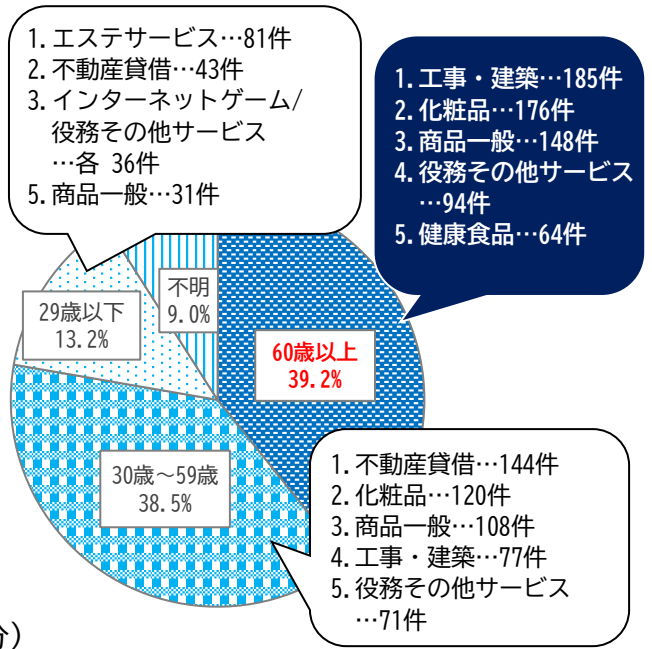 1.エステサービス…81件
2.不動産貸借…43件
3.インターネットゲーム/
役務その他サービス
…各 36件
5.商品一般…31件
1.工事・建築…185件
2.化粧品…176件
3.商品一般…148件
4.役務その他サービス
…94件
5.健康食品…64件
不明
9.0%
29歳以下
13.2%
60歳以上
39.2%
30歳～59歳
38.5%
1.不動産貸借…144件
2.化粧品…120件
3.商品一般…108件
4.工事・建築…77件
5.役務その他サービス
…71件
分)